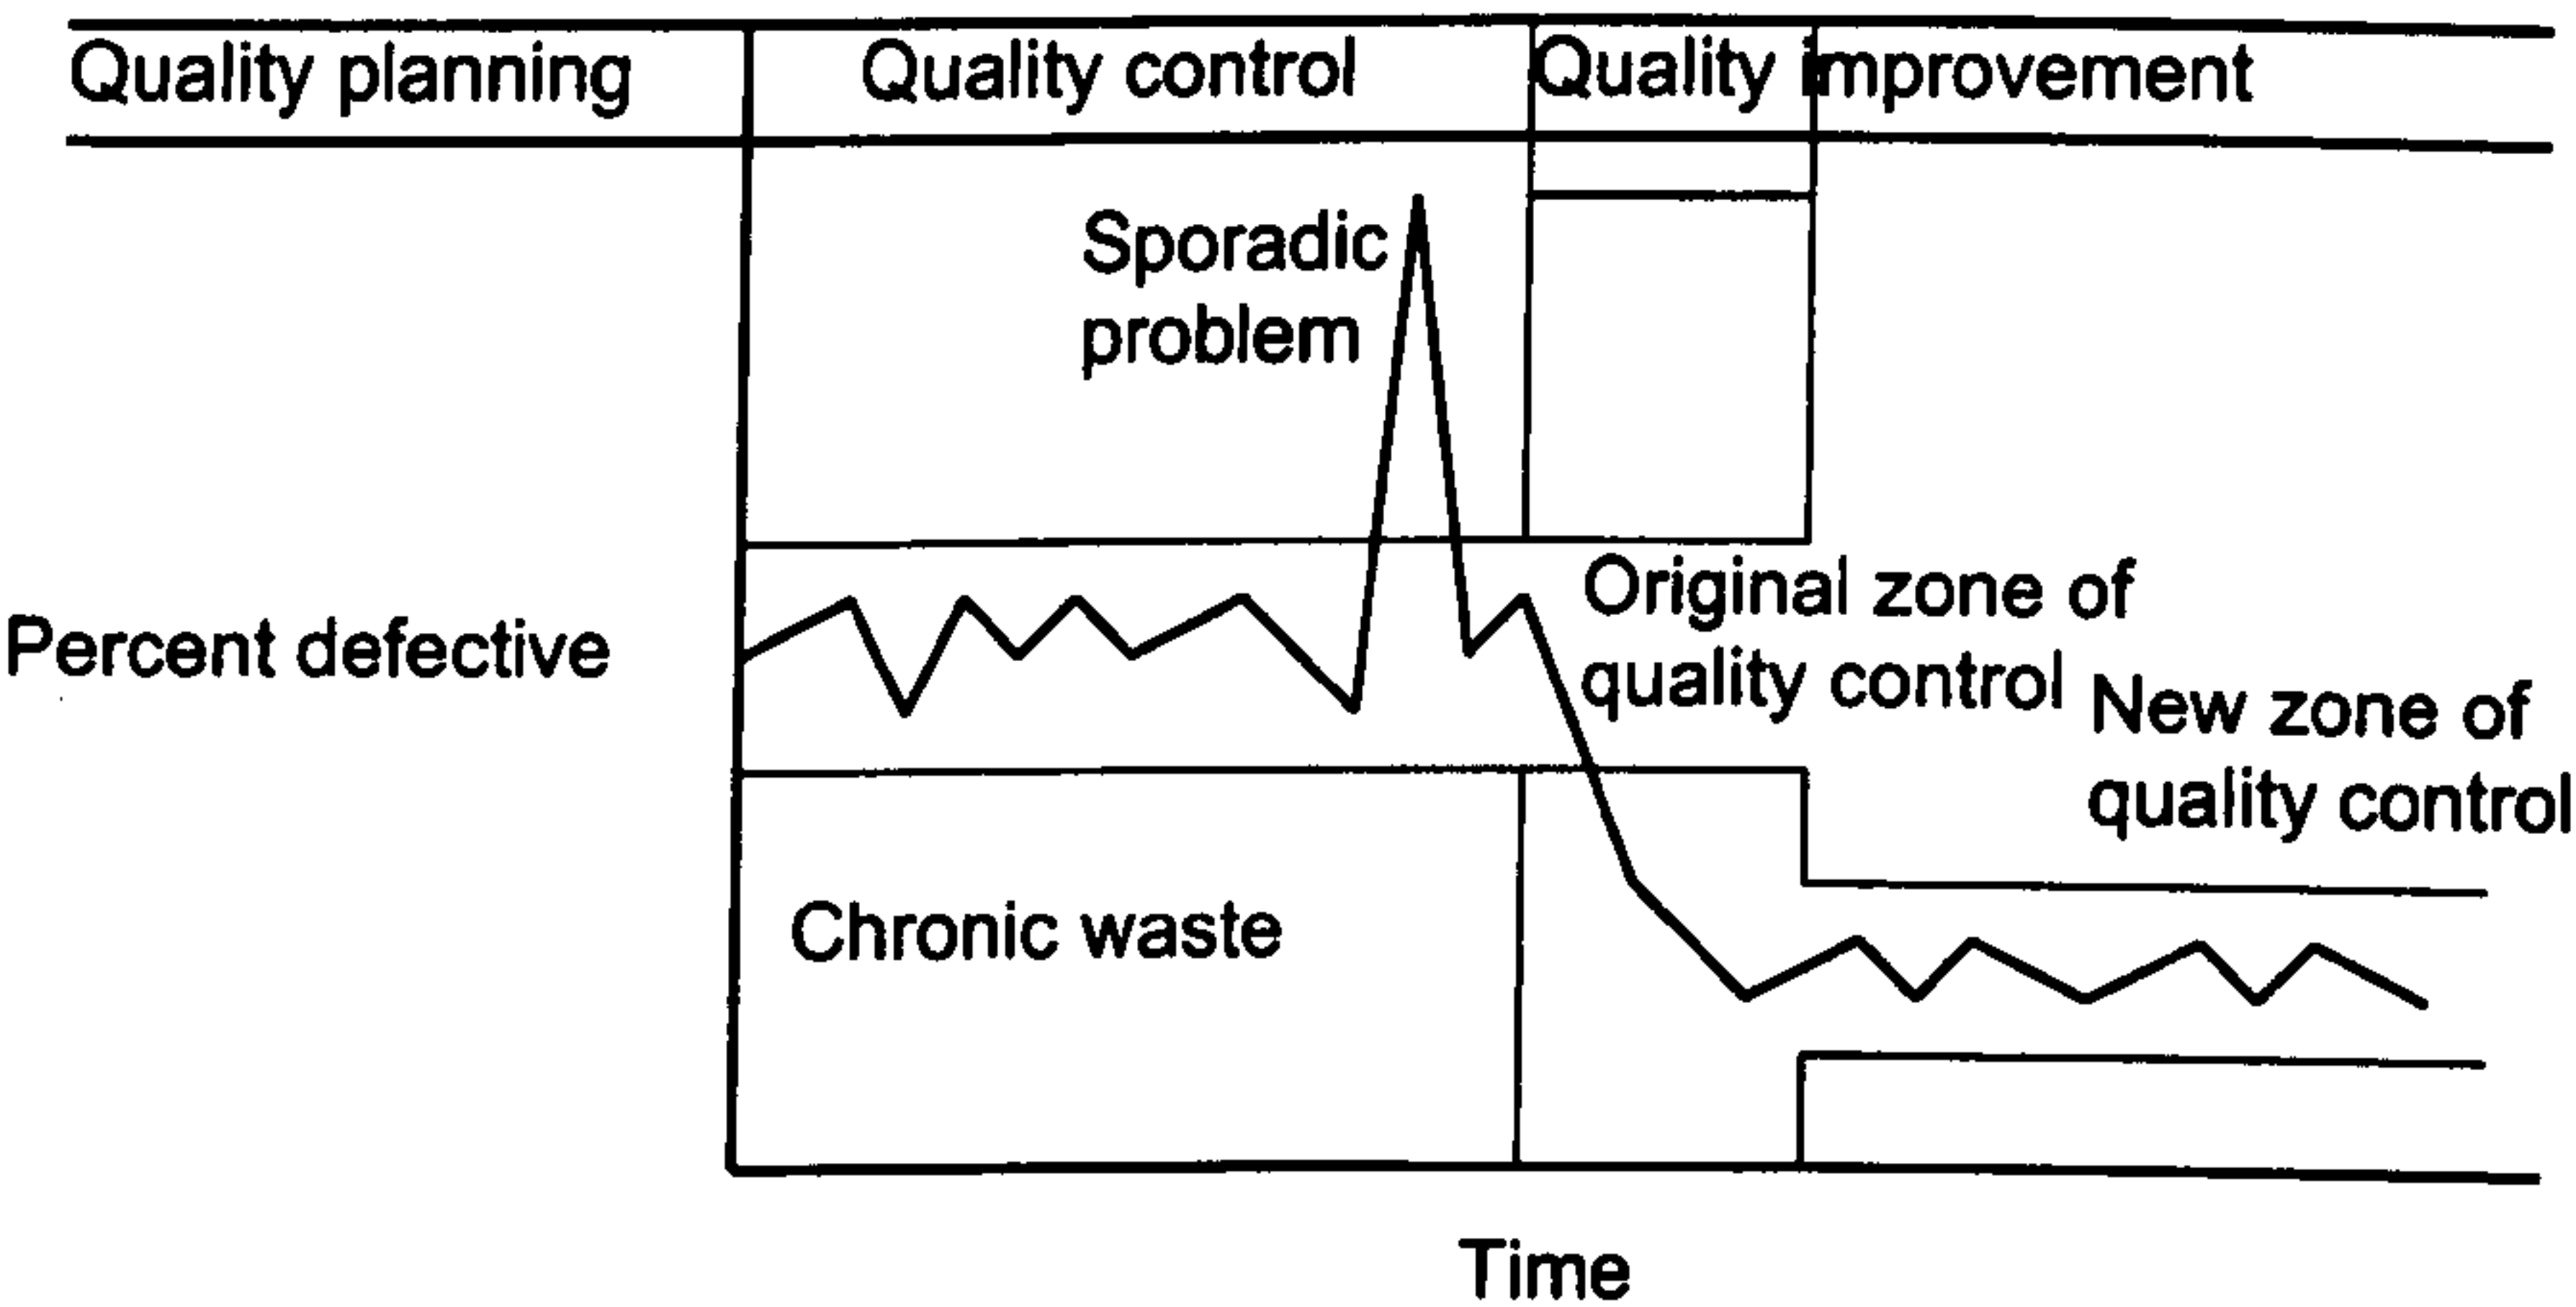 Quality planning
Quality control
Quality improvement
Sporadic
problem
Original zone of
quality control
Percent defective
New zone of
quality control
Chronic waste
Time